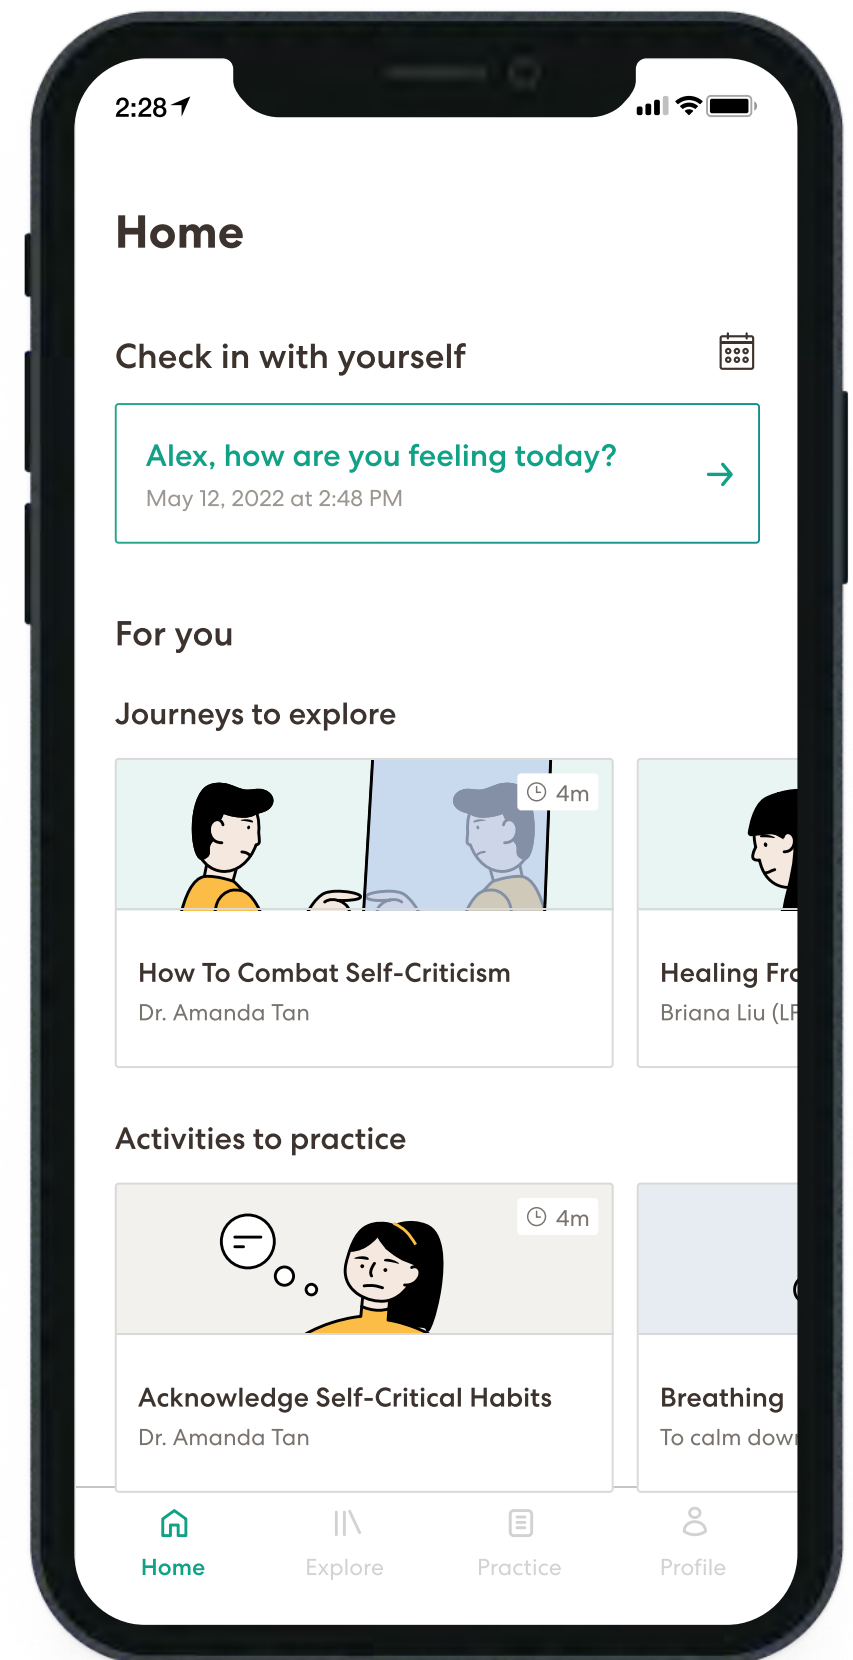 2:28
Home
Check in with yourself
Alex, how are you feeling today?
May 12, 2022 at 2:48 PM
For you
Journeys to explore
4m
How To Combat Self-Criticism
Dr. Amanda Tan
Healing
Briana Liu
Activities to practice
4m
Acknowledge Self-Critical Habits
Dr. Amanda Tan
Breathing
To calm down
Home
Explore
Practice
Profile